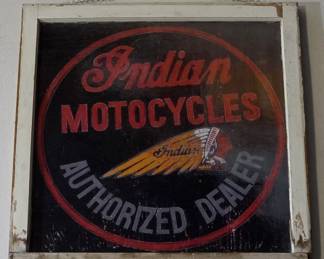 Indian
MOTOCYCLES
Indian
AUTHORIZED DEALER